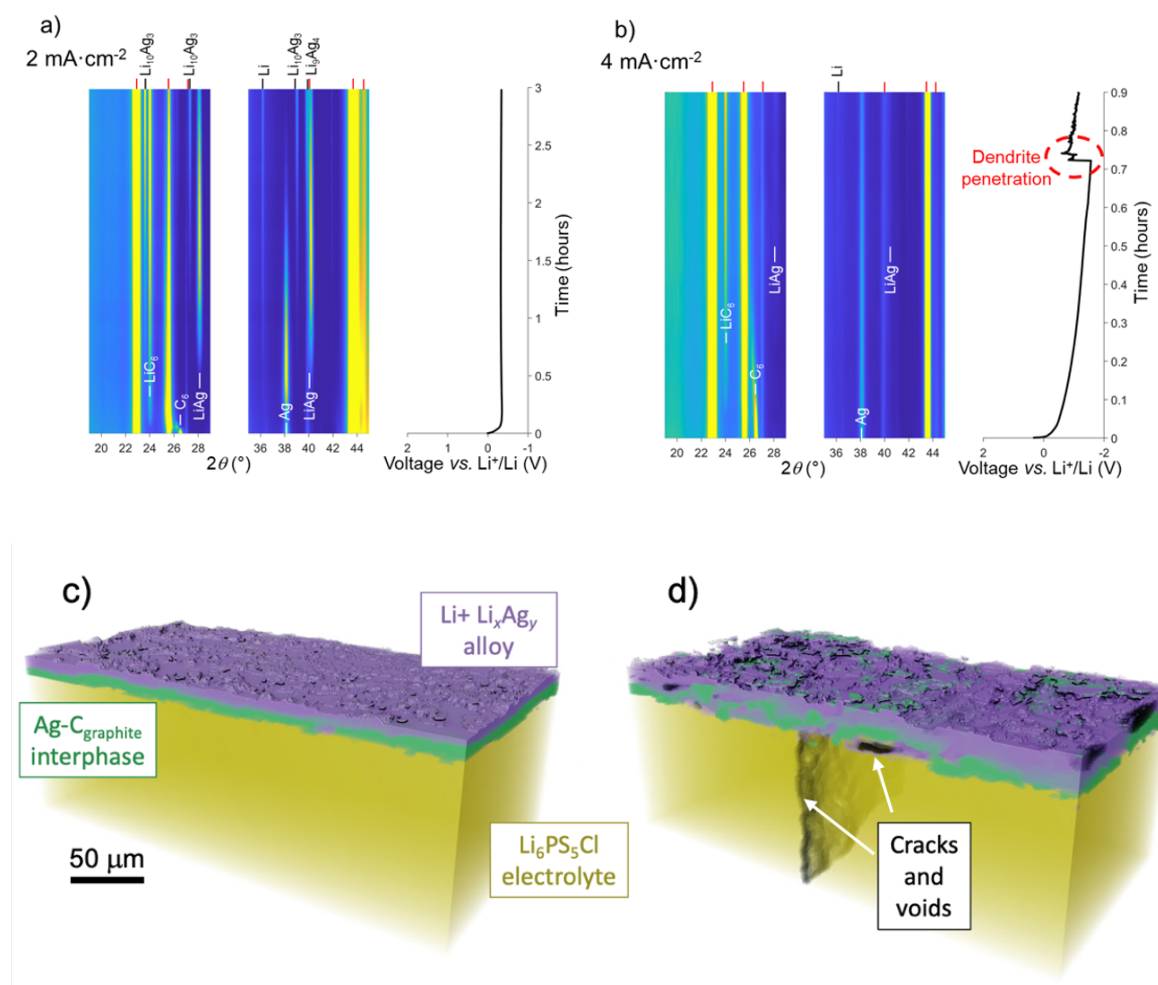 a)
2 mA·cm-2
Li10Ag3
Li10Ag3
Li
Li10Ag3
Li9Ag4
LiC6
C6
LiAg
Ag
LiAg
20 22 24 26 28
36 38 40 42 44
2θ (°)
3
2.5
2
1.5
1
0.5
0
Time (hours)
2 1 0 -1
Voltage vs. Li+/Li (V)
b)
4 mA·cm-2
Li
LiC6
C6
LiAg
Ag
LiAg
20 22 24 26 28
36 38 40 42 44
2θ (°)
Dendrite
penetration
0.9
0.8
0.7
0.6
0.5
0.4
0.3
0.2
0.1
0
Time (hours)
2 0 -2
Voltage vs. Li+/Li (V)
c)
Li+ LixAgy
alloy
Ag-Cgraphite
interphase
Li6PS5Cl
electrolyte
50 μm
d)
Cracks
and
voids